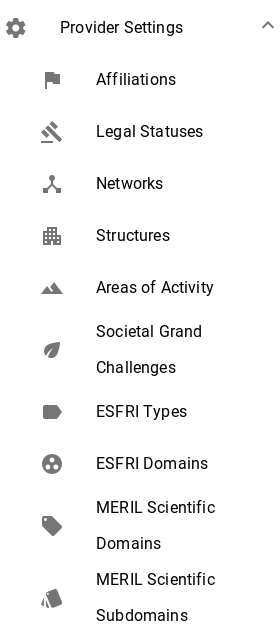 Provider Settings
Affiliations
Legal Statuses
Networks
Structures
Areas of Activity
Societal Grand
Challenges
ESFRI Types
ESFRI Domains
MERIL Scientific
Domains
MERIL Scientific
Subdomains